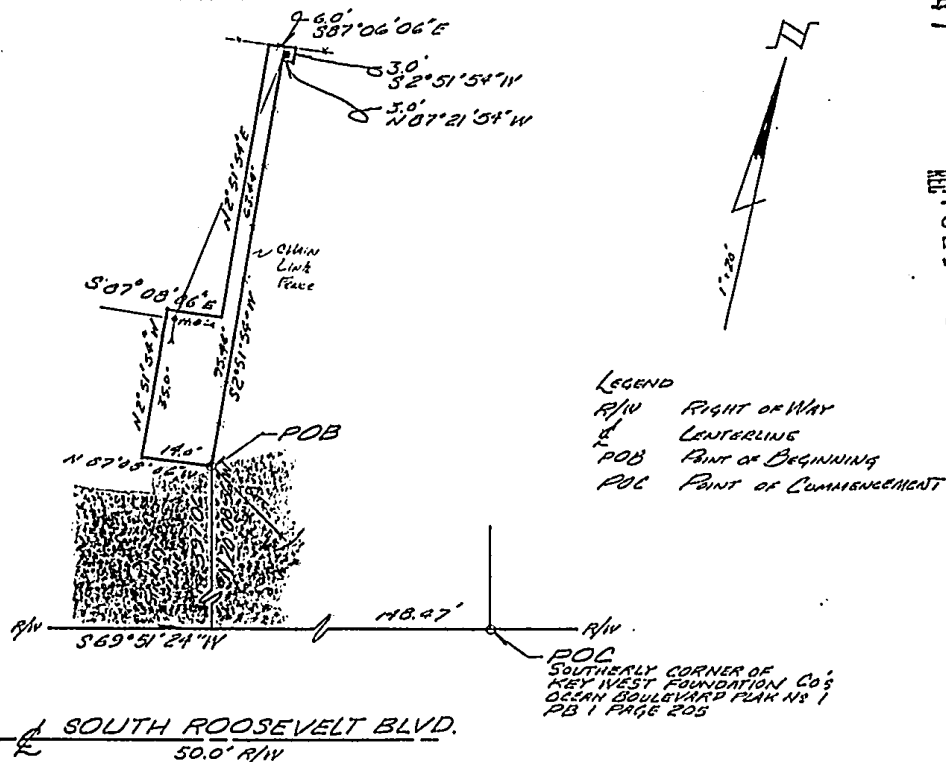 6.0'
S87°06'06"E
3.0'
S2°51'54"W
3.0'
N87°21'54"W
N2°51'54"E
63.64'
CHAIN
LINK
FENCE
S87°08'06"E
N2°51'54"W
35.0'
75.46'
S2°51'54"W
14.0'
N87°08'06"W
POB
1"=20'
LEGEND
R/W RIGHT OF WAY
CENTERLINE
POB POINT OF BEGINNING
POC POINT OF COMMENCEMENT
R/W
S69°51'24"W
148.47'
R/W
POC
SOUTHERLY CORNER OF
KEY WEST FOUNDATION CO'S
OCEAN BOULEVARD PLAK No 1
PB 1 PAGE 205
SOUTH ROOSEVELT BLVD.
50.0' R/W